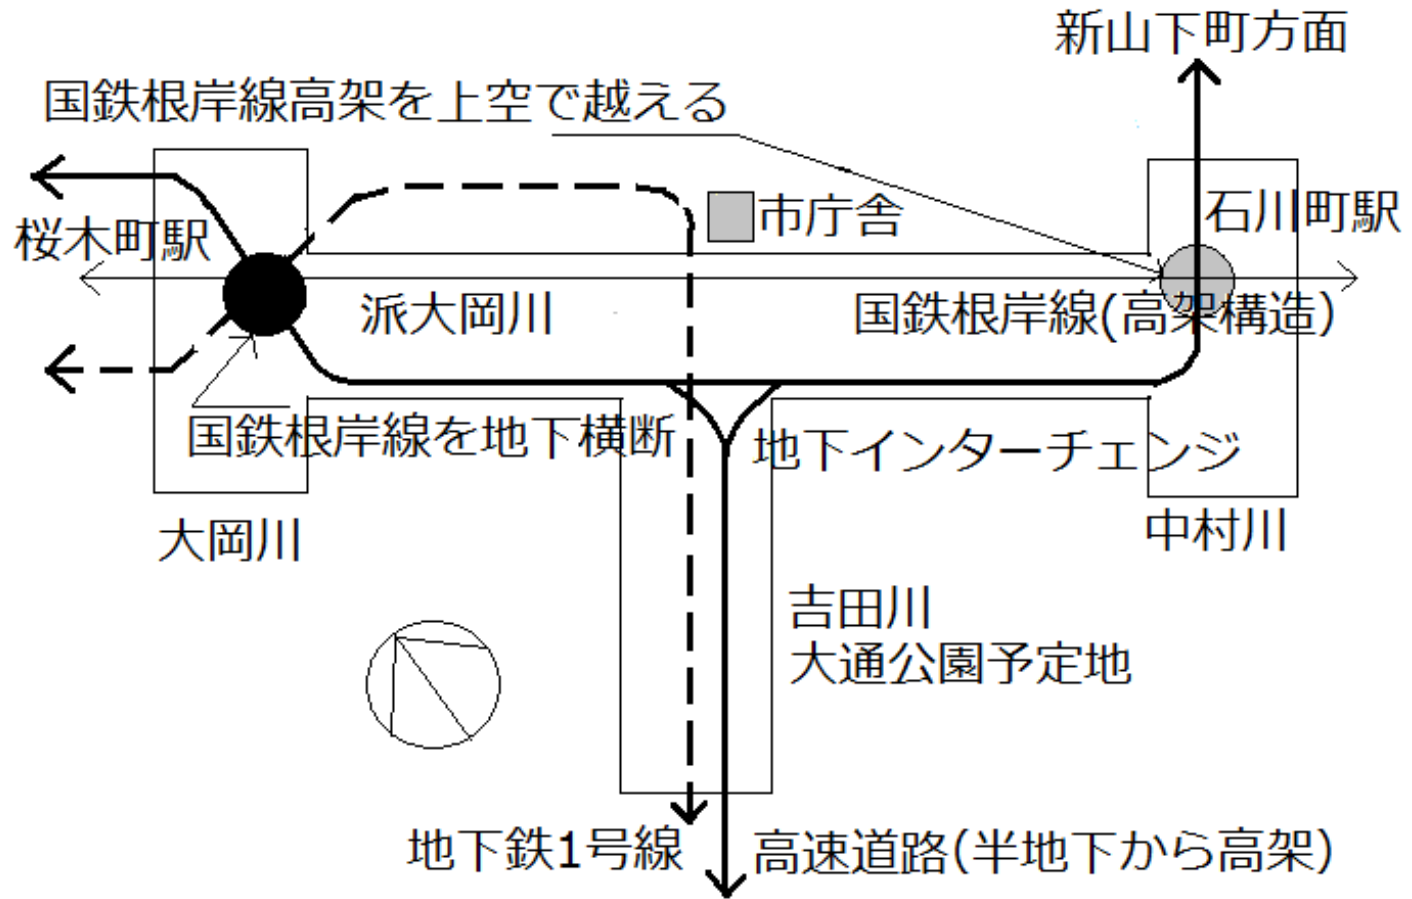 新山下町方面
国鉄根岸線高架を上空で越える
市庁舎
石川町駅
桜木町駅
派大岡川
国鉄根岸線(高架構造)
国鉄根岸線を地下横断
地下インターチェンジ
大岡川
中村川
吉田川
大通公園予定地
地下鉄1号線
高速道路(半地下から高架)